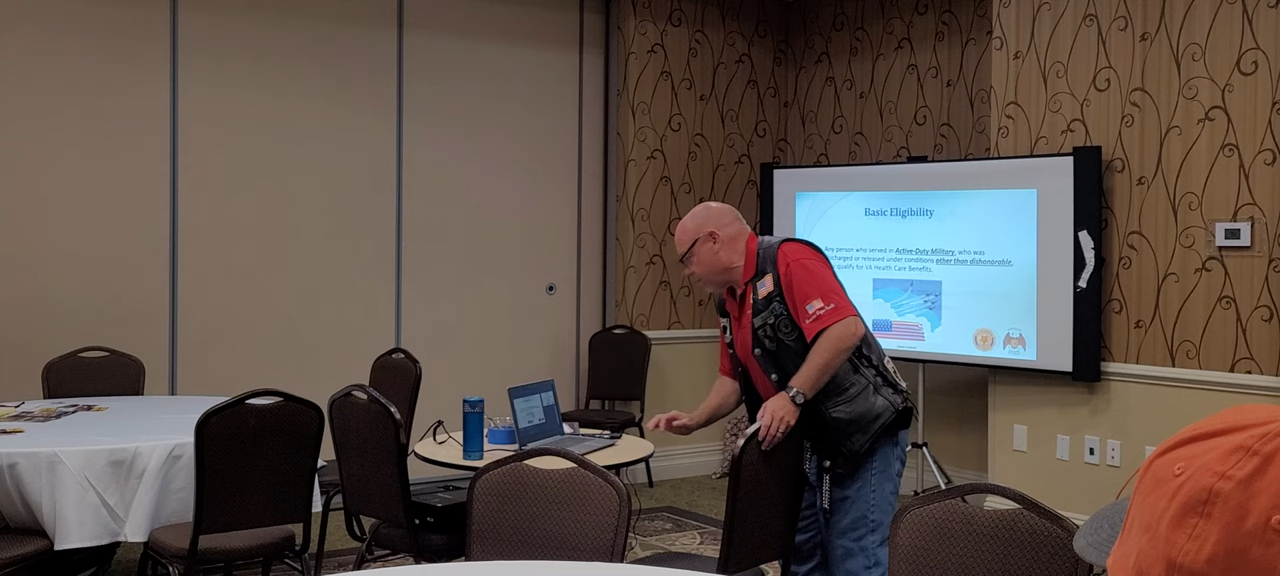 Basic Eligibility
Any person who served in Active-Duty Military, who was
discharged or released under conditions other than dishonorable,
qualify for VA Health Care Benefits.